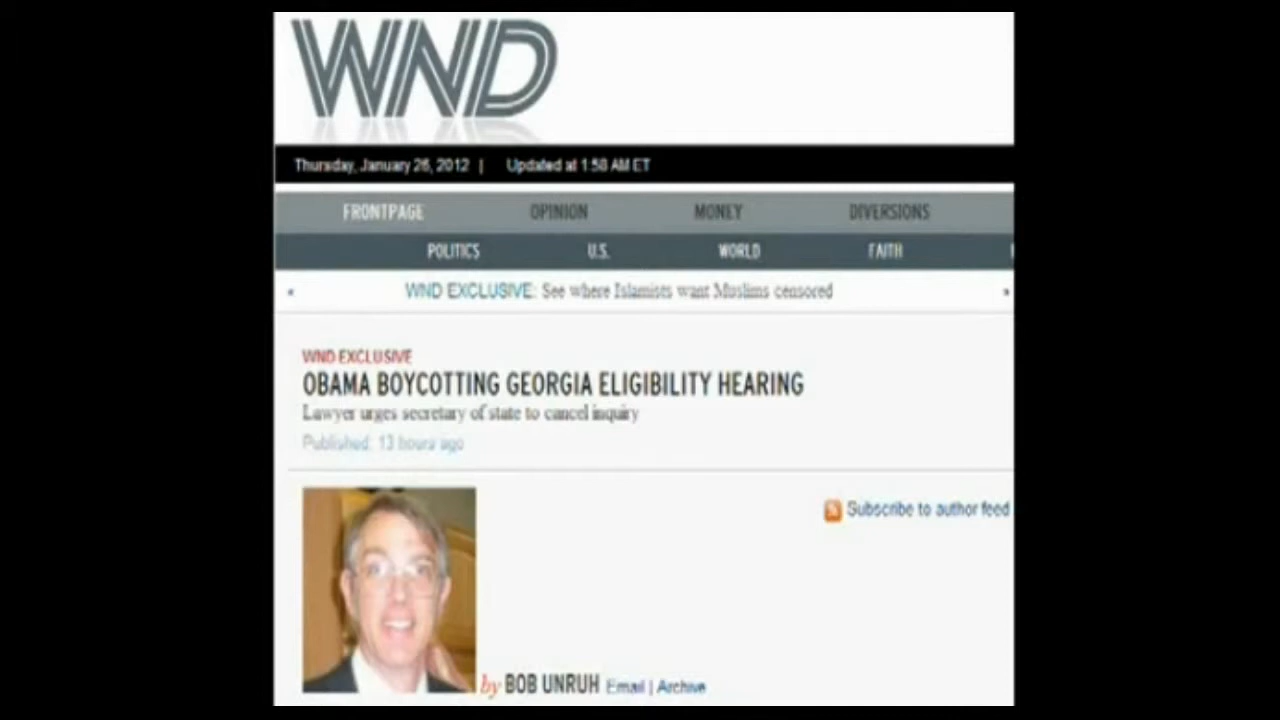 WND
Thursday, January 26, 2012 | Updated at 1:58 AM ET
FRONTPAGE OPINION MONEY DIVERSIONS
POLITICS U.S. WORLD FAITH
WND EXCLUSIVE: See where Islamists want Muslims censored
WND EXCLUSIVE
OBAMA BOYCOTTING GEORGIA ELIGIBILITY HEARING
Lawyer urges secretary of state to cancel inquiry
Published: 13 hours ago
Subscribe to author feed
by BOB UNRUH Email | Archive